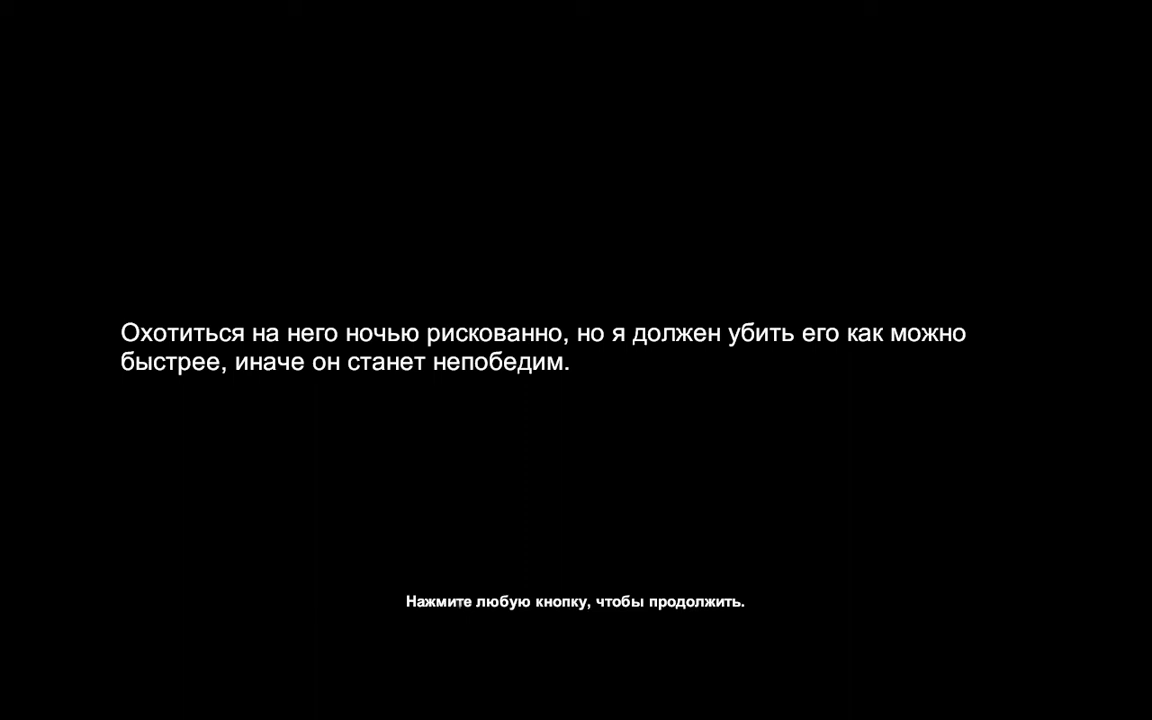 Охотиться на него ночью рискованно, но я должен убить его как можно
быстрее, иначе он станет непобедим.
Нажмите любую кнопку, чтобы продолжить.